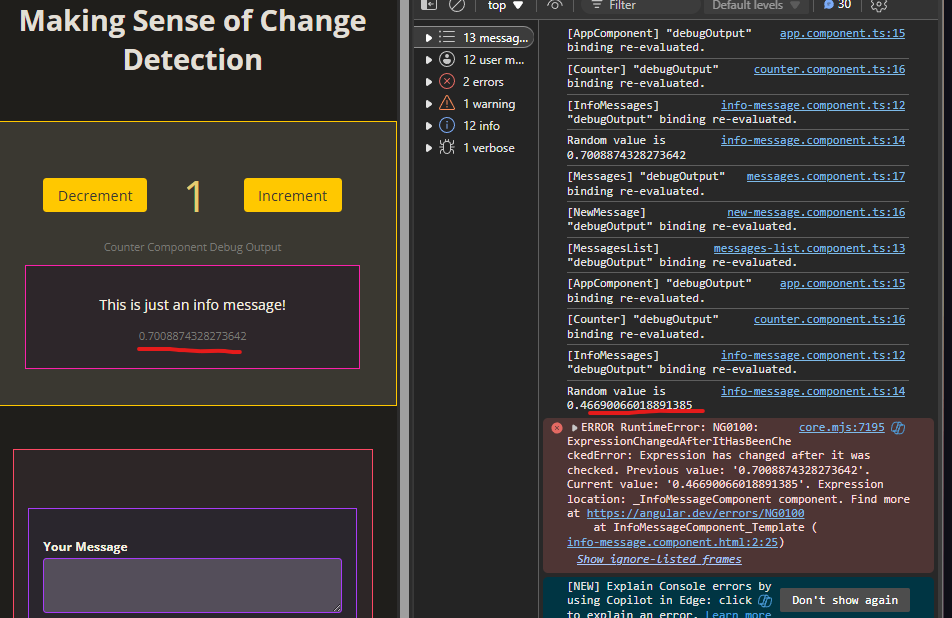 Making Sense of Change
Detection
Decrement
1
Increment
Counter Component Debug Output
This is just an info message!
0.7008874328273642
Your Message
top
Filter
Default levels
30
13 messag...
12 user m...
2 errors
1 warning
12 info
1 verbose
[AppComponent] "debugOutput" app.component.ts:15
binding re-evaluated.
[Counter] "debugOutput" counter.component.ts:16
binding re-evaluated.
[InfoMessages] info-message.component.ts:12
"debugOutput" binding re-evaluated.
Random value is info-message.component.ts:14
0.7008874328273642
[Messages] "debugOutput" messages.component.ts:17
binding re-evaluated.
[NewMessage] new-message.component.ts:16
"debugOutput" binding re-evaluated.
[MessagesList] messages-list.component.ts:13
"debugOutput" binding re-evaluated.
[AppComponent] "debugOutput" app.component.ts:15
binding re-evaluated.
[Counter] "debugOutput" counter.component.ts:16
binding re-evaluated.
[InfoMessages] info-message.component.ts:12
"debugOutput" binding re-evaluated.
Random value is info-message.component.ts:14
0.46690066018891385
ERROR RuntimeError: NG0100: core.mjs:7195
ExpressionChangedAfterItHasBeenChe
ckedError: Expression has changed after it was
checked. Previous value: '0.7008874328273642'.
Current value: '0.46690066018891385'. Expression
location: _InfoMessageComponent component. Find more
at https://angular.dev/errors/NG0100
at InfoMessageComponent_Template (
info-message.component.html:2:25)
Show ignore-listed frames
[NEW] Explain Console errors by
using Copilot in Edge: click
to explain an error. Learn more
Don't show again